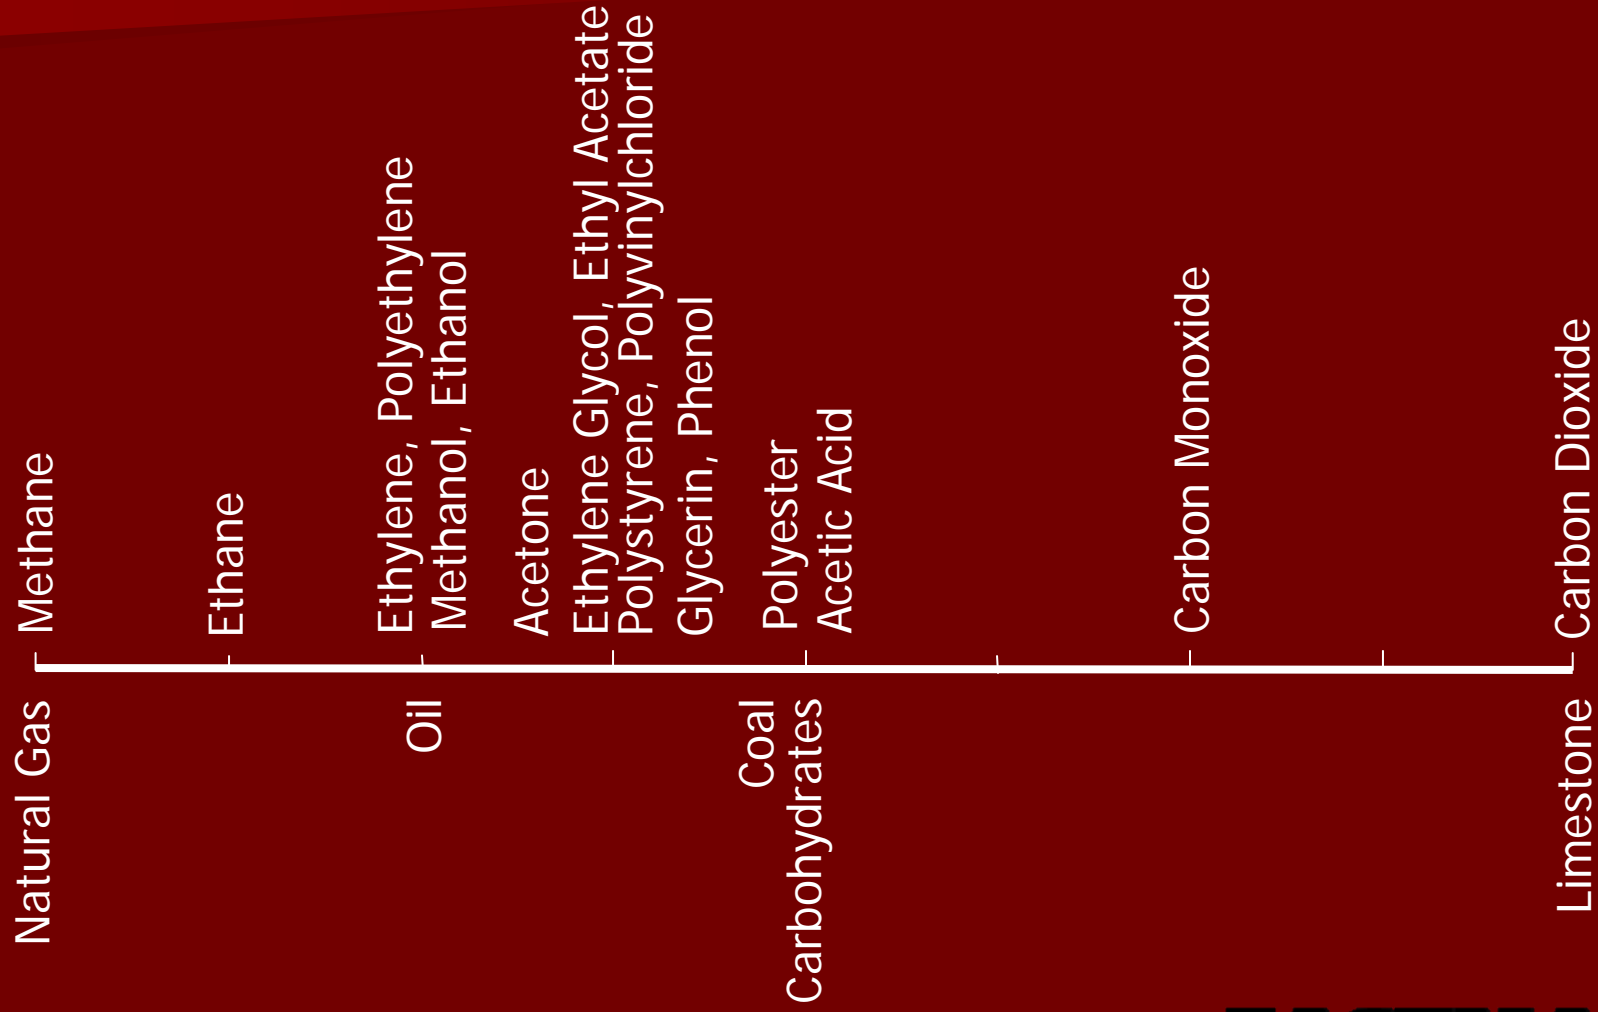 Methane
Ethane
Ethylene, Polyethylene
Methanol, Ethanol
Acetone
Ethylene Glycol, Ethyl Acetate
Polystyrene, Polyvinylchloride
Glycerin, Phenol
Polyester
Acetic Acid
Carbon Monoxide
Carbon Dioxide
Natural Gas
Oil
Coal
Carbohydrates
Limestone